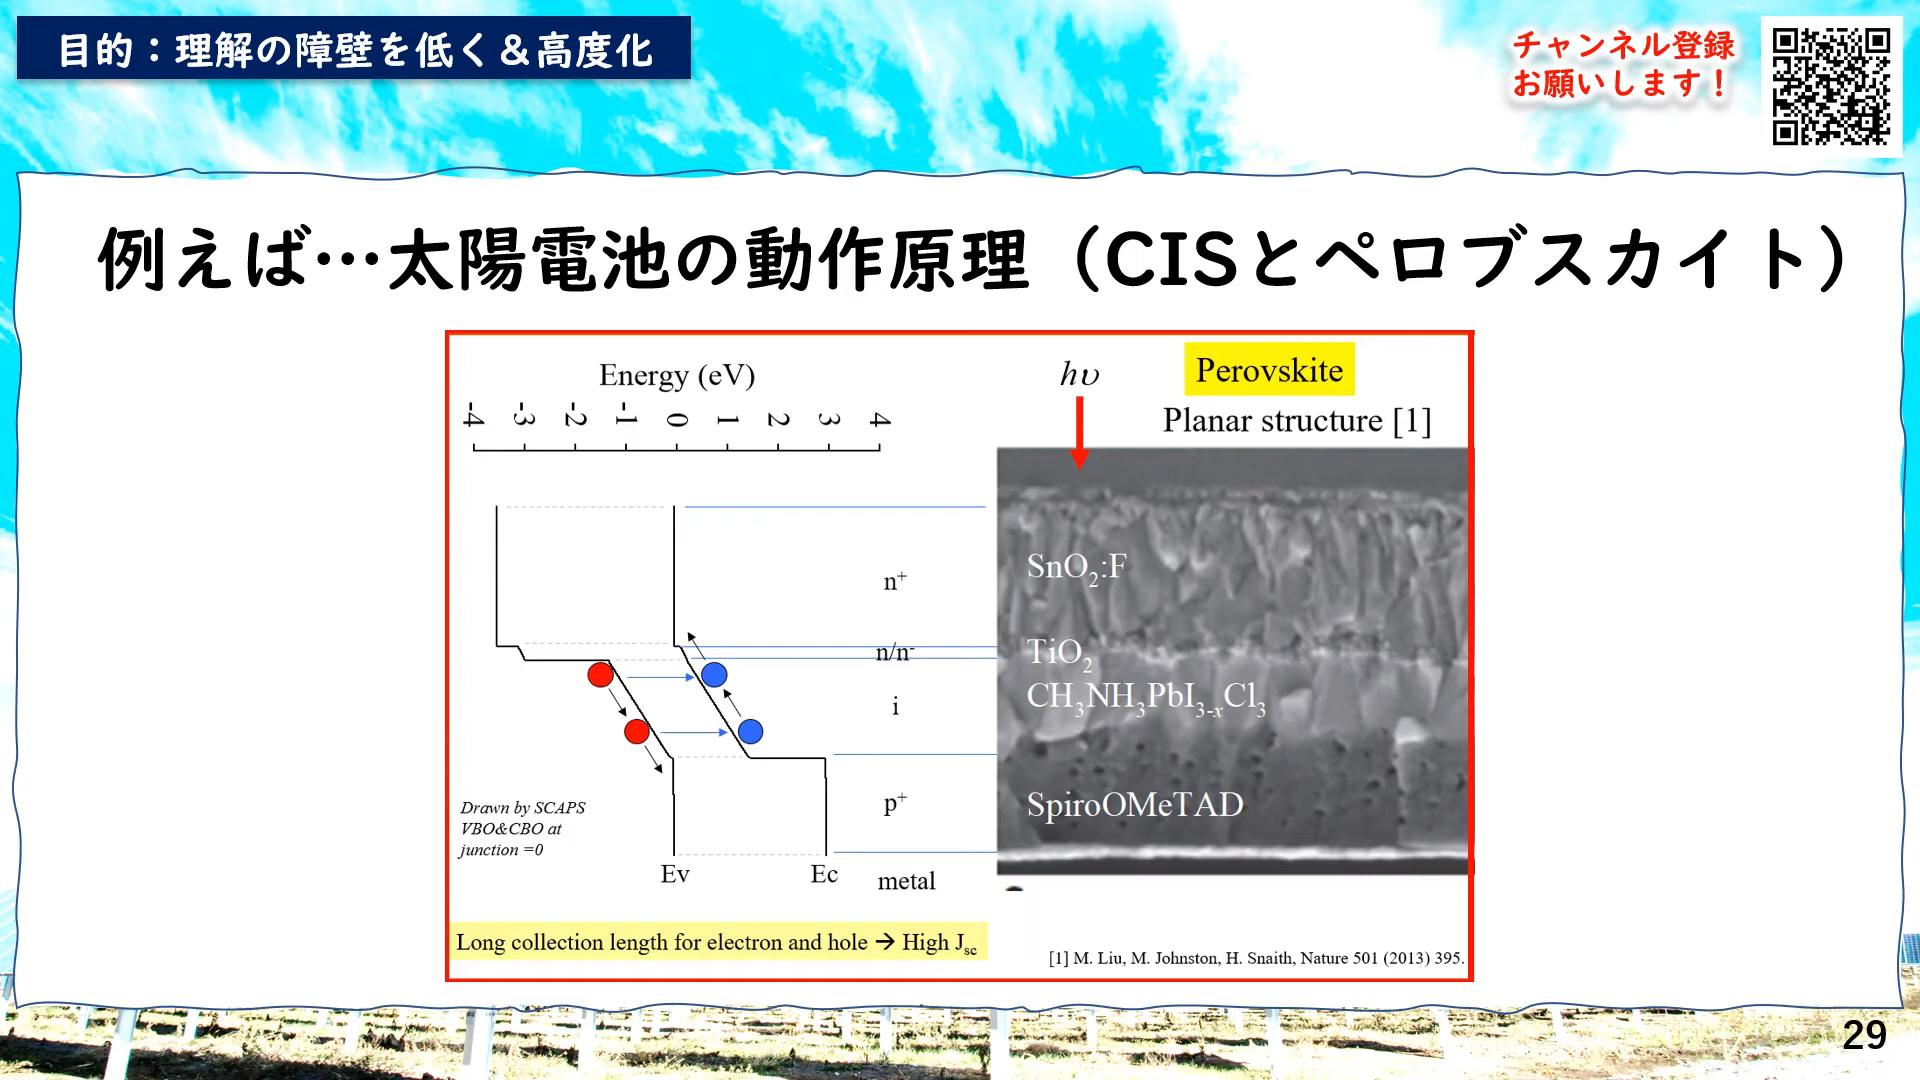 目的：理解の障壁を低く＆高度化
チャンネル登録
お願いします！
例えば…太陽電池の動作原理（CISとペロブスカイト）
Energy (eV)
-4 -3 -2 -1 0 1 2 3 4
hυ
Perovskite
Planar structure [1]
n+
n/n-
i
p+
metal
SnO2:F
TiO2
CH3NH3PbI3-xCl3
SpiroOMeTAD
Drawn by SCAPS
VBO&CBO at
junction =0
Ev
Ec
Long collection length for electron and hole → High Jsc
[1] M. Liu, M. Johnston, H. Snaith, Nature 501 (2013) 395.
29